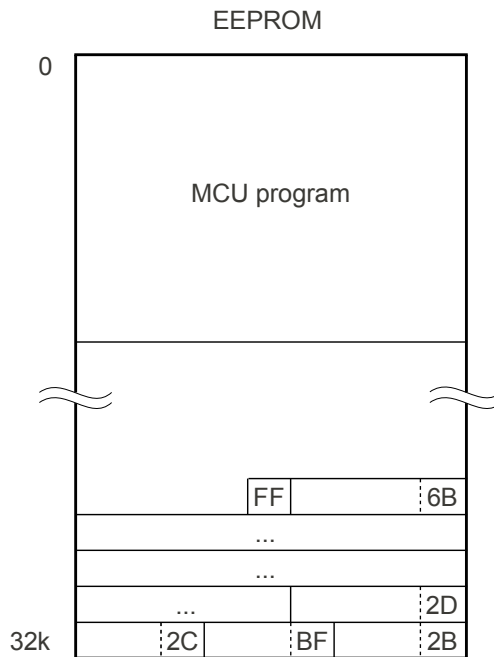 EEPROM
0
MCU program
FF 6B
...
...
... 2D
32k 2C BF 2B